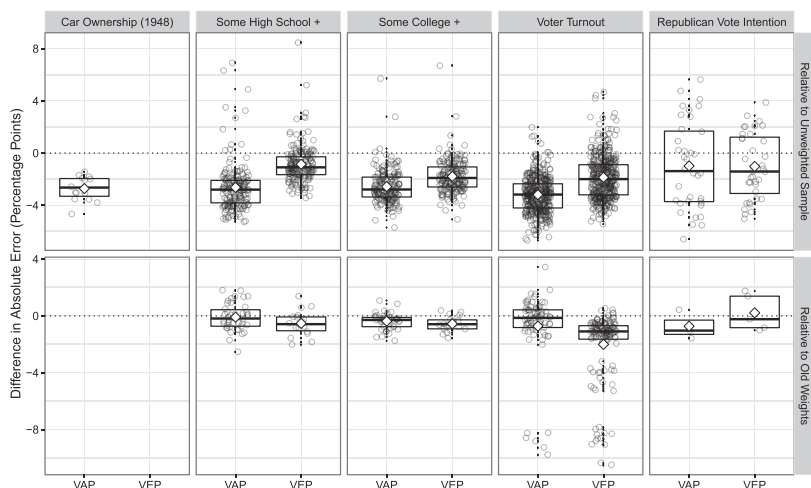 Car Ownership (1948) Some High School + Some College + Voter Turnout Republican Vote Intention
Difference in Absolute Error (Percentage Points)
8
4
0
−4
Relative to Unweighted Sample
4
0
−4
−8
Relative to Old Weights
VAP VEP VAP VEP VAP VEP VAP VEP VAP VEP